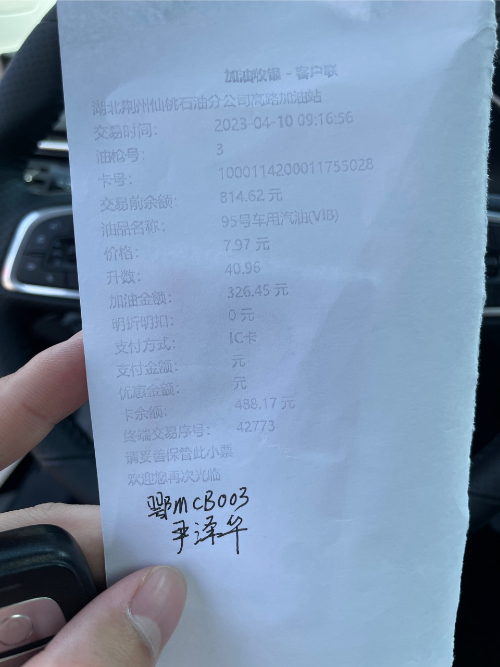 加油收银 - 客户联
湖北荆州仙桃石油分公司高路加油站
交易时间: 2023-04-10 09:16:56
油枪号: 3
卡号: 1000114200011755028
交易前余额: 814.62 元
油品名称: 95号车用汽油(VIB)
价格: 7.97 元
升数: 40.96
加油金额: 326.45 元
明折明扣: 0 元
支付方式: IC卡
支付金额: 元
优惠金额: 元
卡余额: 488.17 元
终端交易序号: 42773
请妥善保管此小票
欢迎您再次光临
鄂MCB003
尹泽华